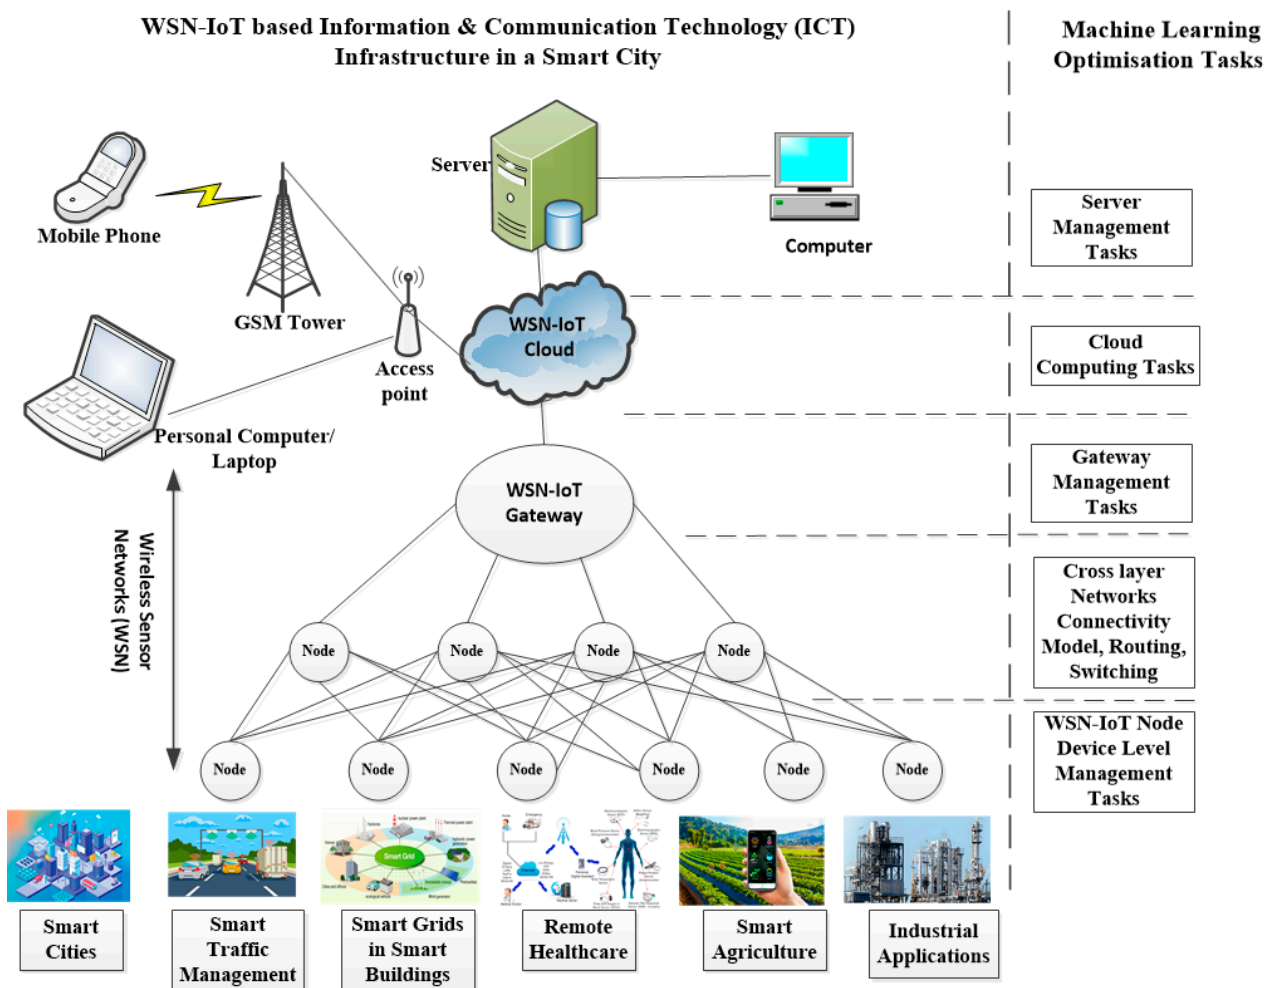 WSN-IoT based Information & Communication Technology (ICT)
Infrastructure in a Smart City
Machine Learning
Optimisation Tasks
Server
Mobile Phone
GSM Tower
Computer
Server
Management
Tasks
WSN-IoT
Cloud
Access
point
Cloud
Computing Tasks
Personal Computer/
Laptop
WSN-IoT
Gateway
Gateway
Management
Tasks
Wireless Sensor
Networks (WSN)
Cross layer
Networks
Connectivity
Model, Routing,
Switching
Node
Node
Node
Node
WSN-IoT Node
Device Level
Management
Tasks
Node
Node
Node
Node
Node
Node
Smart Grid
Smart
Cities
Smart
Traffic
Management
Smart Grids
in Smart
Buildings
Remote
Healthcare
Smart
Agriculture
Industrial
Applications